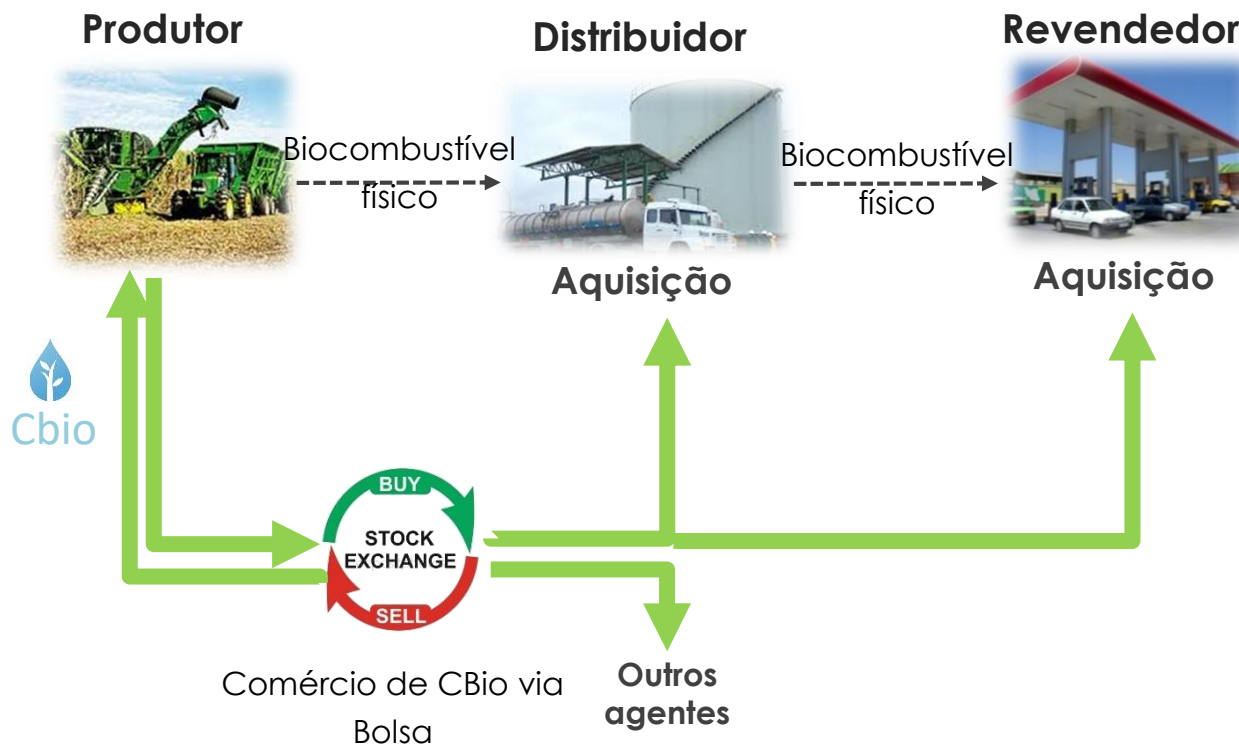 Produtor
Distribuidor
Revendedor
Biocombustível
físico
Biocombustível
físico
Aquisição
Aquisição
Cbio
BUY
STOCK
EXCHANGE
SELL
Comércio de CBio via
Bolsa
Outros
agentes